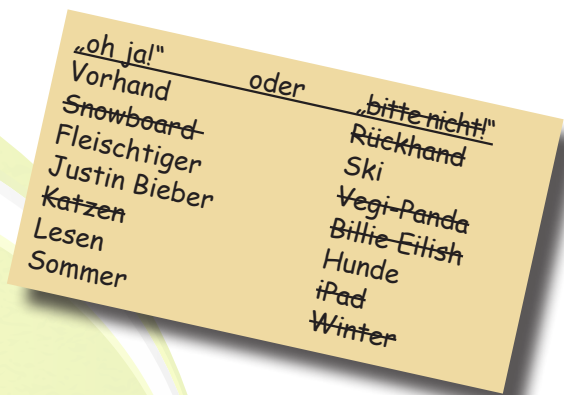 „oh ja!“ oder „bitte nicht!“
Vorhand Rückhand
Snowboard Ski
Fleischtiger Vegi-Panda
Justin Bieber Billie Eilish
Katzen Hunde
Lesen iPad
Sommer Winter